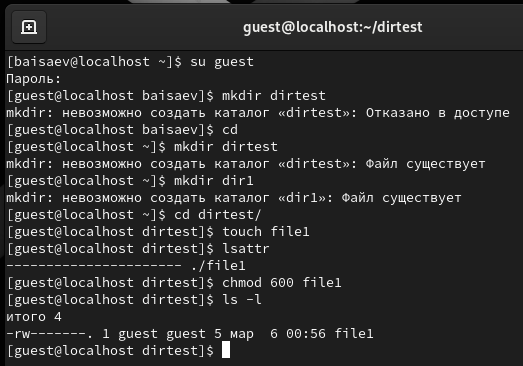 guest@localhost:~/dirtest
[baisaev@localhost ~]$ su guest
Пароль:
[guest@localhost baisaev]$ mkdir dirtest
mkdir: невозможно создать каталог «dirtest»: Отказано в доступе
[guest@localhost baisaev]$ cd
[guest@localhost ~]$ mkdir dirtest
mkdir: невозможно создать каталог «dirtest»: Файл существует
[guest@localhost ~]$ mkdir dir1
mkdir: невозможно создать каталог «dir1»: Файл существует
[guest@localhost ~]$ cd dirtest/
[guest@localhost dirtest]$ touch file1
[guest@localhost dirtest]$ lsattr
---------------------- ./file1
[guest@localhost dirtest]$ chmod 600 file1
[guest@localhost dirtest]$ ls -l
итого 4
-rw-------. 1 guest guest 5 мар  6 00:56 file1
[guest@localhost dirtest]$